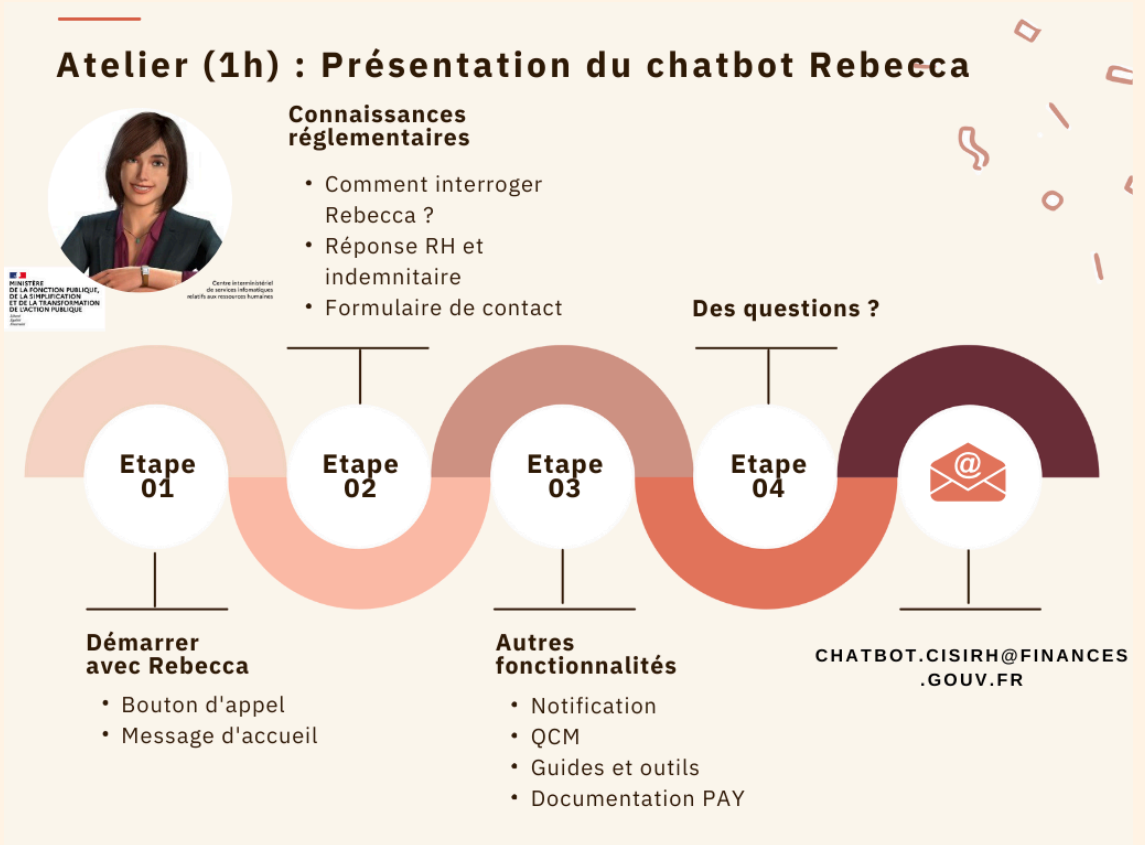 Atelier (1h) : Présentation du chatbot Rebecca
Connaissances
réglementaires
• Comment interroger
Rebecca ?
• Réponse RH et
indemnitaire
• Formulaire de contact
MINISTÈRE
DE LA FONCTION PUBLIQUE,
DE LA SIMPLIFICATION
ET DE LA TRANSFORMATION
DE L'ACTION PUBLIQUE
Centre interministériel
de services informatiques
relatifs aux ressources humaines
Des questions ?
Etape
01
Etape
02
Etape
03
Etape
04
@
Démarrer
avec Rebecca
• Bouton d'appel
• Message d'accueil
Autres
fonctionnalités
• Notification
• QCM
• Guides et outils
• Documentation PAY
CHATBOT.CISIRH@FINANCES
.GOUV.FR